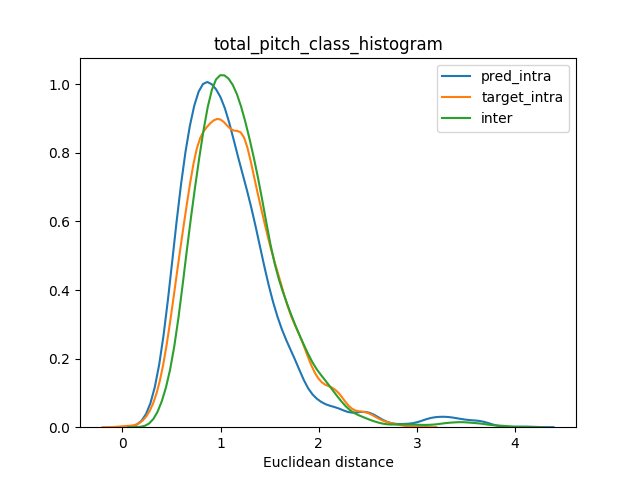 total_pitch_class_histogram
pred_intra
target_intra
inter
1.0
0.8
0.6
0.4
0.2
0.0
0
1
2
3
4
Euclidean distance